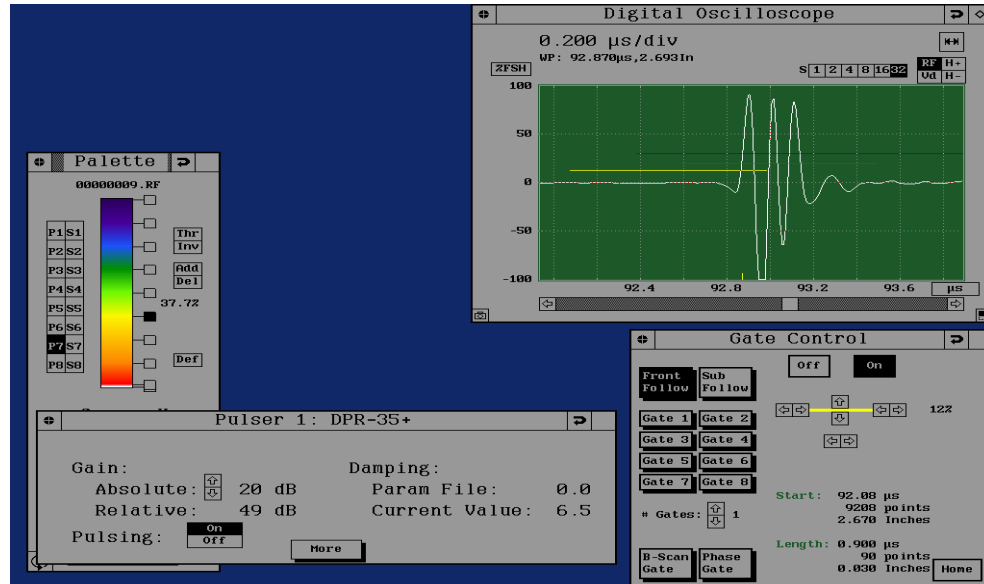 Digital Oscilloscope
0.200 µs/div
WP: 92.870µs,2.693In
%FSH
S 1 2 4 8 16 32
RF H+
Vd H-
100
50
0
-50
-100
92.4 92.8 93.2 93.6 µs
Palette
00000009.RF
P1 S1
P2 S2
P3 S3
P4 S4
P5 S5
P6 S6
P7 S7
P8 S8
Thr
Inv
Add
Del
37.7%
Def
Pulser 1: DPR-35+
Gain:
Absolute: 20 dB
Relative: 49 dB
Pulsing: On
Off
Damping:
Param File: 0.0
Current Value: 6.5
More
Gate Control
Front Follow
Sub Follow
Off On
Gate 1 Gate 2
Gate 3 Gate 4
Gate 5 Gate 6
Gate 7 Gate 8
12%
# Gates: 1
Start: 92.08 µs
9208 points
2.670 Inches
Length: 0.900 µs
90 points
0.030 Inches
B-Scan Gate
Phase Gate
Home